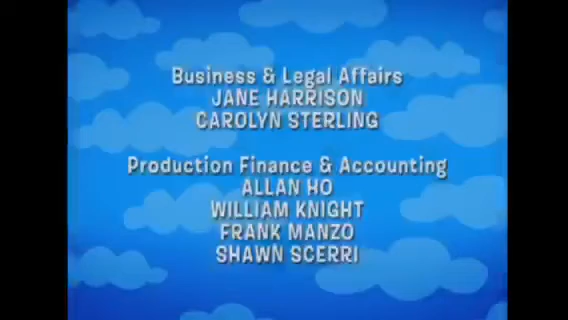 Business & Legal Affairs
JANE HARRISON
CAROLYN STERLING
Production Finance & Accounting
ALLAN HO
WILLIAM KNIGHT
FRANK MANZO
SHAWN SCERRI